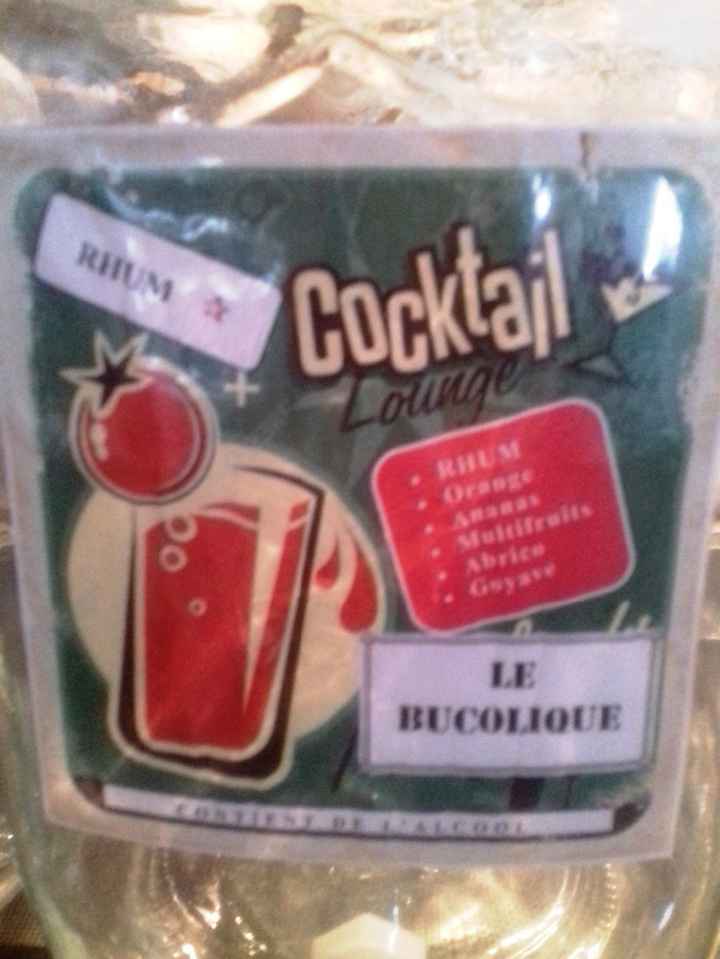 RHUM
Cocktail
Lounge
RHUM
Orange
Ananas
Multifruits
Abrico
Goyave
LE
BUCOLIQUE
CONTIENT DE L'ALCOOL